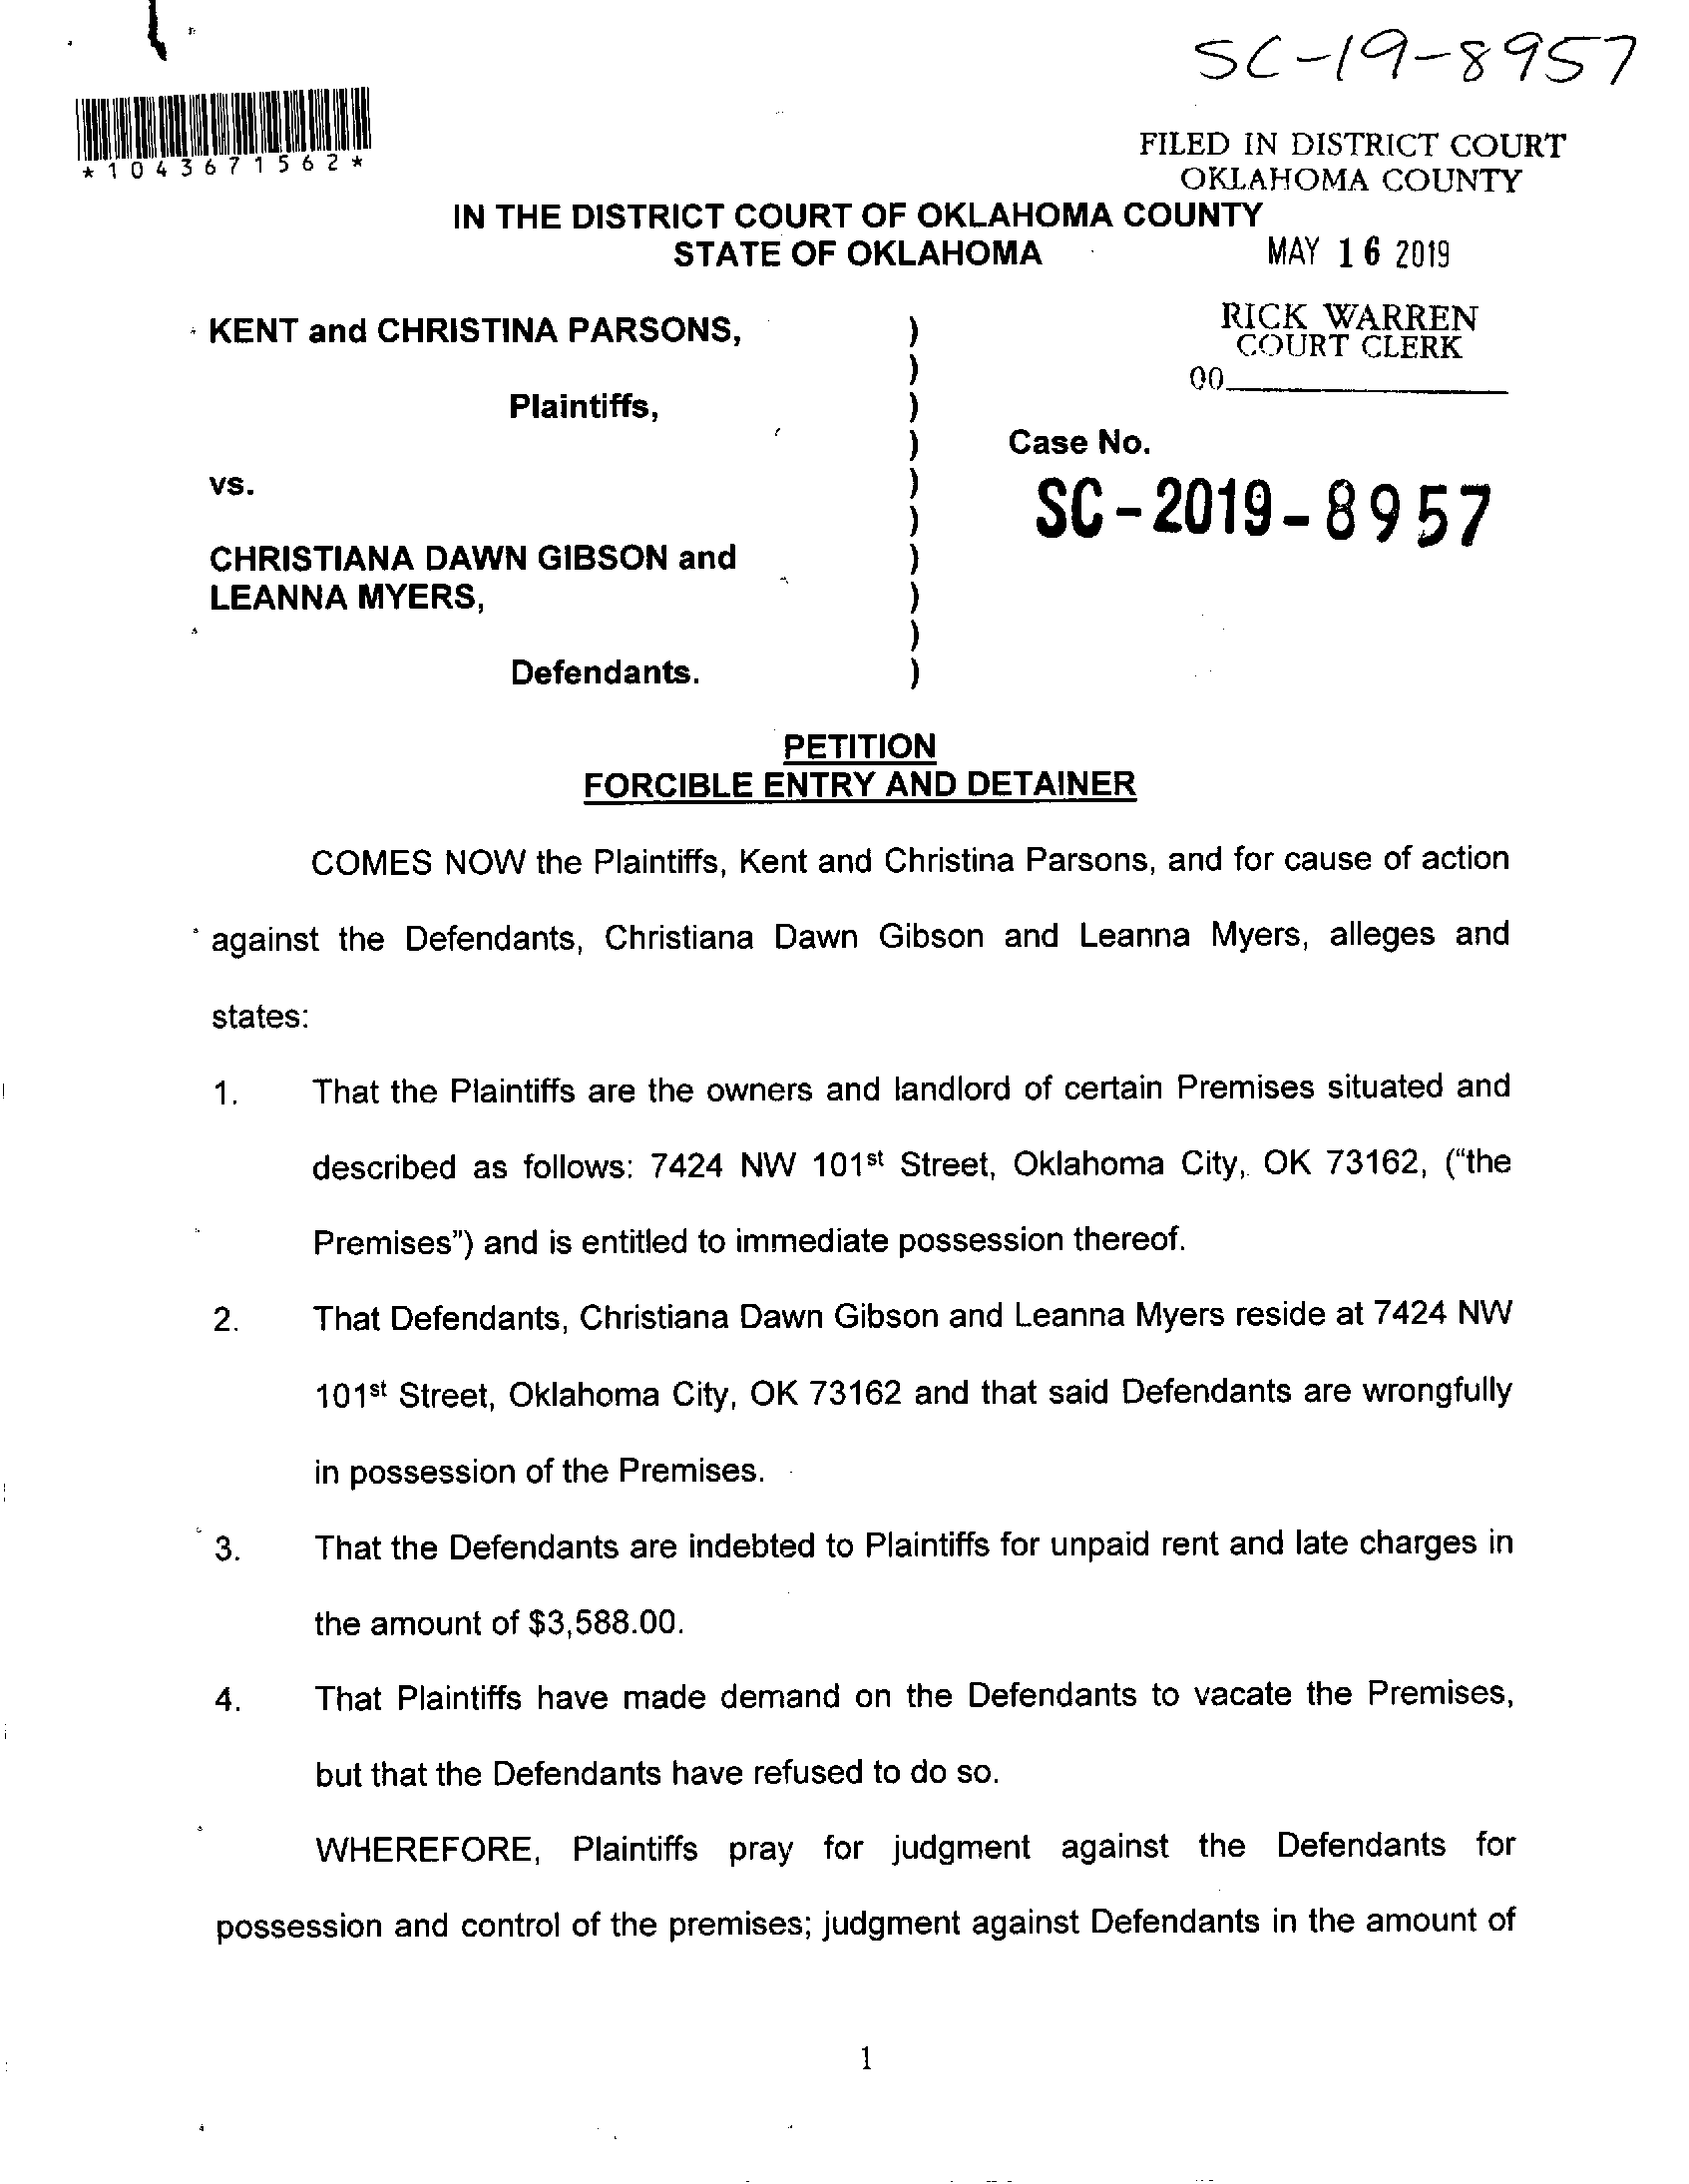 SC-19-8957
*1043671562*
FILED IN DISTRICT COURT
OKLAHOMA COUNTY
IN THE DISTRICT COURT OF OKLAHOMA COUNTY
STATE OF OKLAHOMA
MAY 16 2019
KENT and CHRISTINA PARSONS, )
RICK WARREN
COURT CLERK
)
00
Plaintiffs, )
) Case No.
vs. )
SC-2019-8957
)
CHRISTIANA DAWN GIBSON and )
LEANNA MYERS, )
)
Defendants. )
PETITION
FORCIBLE ENTRY AND DETAINER
COMES NOW the Plaintiffs, Kent and Christina Parsons, and for cause of action
against the Defendants, Christiana Dawn Gibson and Leanna Myers, alleges and
states:
1. That the Plaintiffs are the owners and landlord of certain Premises situated and
described as follows: 7424 NW 101st Street, Oklahoma City, OK 73162, (“the
Premises”) and is entitled to immediate possession thereof.
2. That Defendants, Christiana Dawn Gibson and Leanna Myers reside at 7424 NW
101st Street, Oklahoma City, OK 73162 and that said Defendants are wrongfully
in possession of the Premises.
3. That the Defendants are indebted to Plaintiffs for unpaid rent and late charges in
the amount of $3,588.00.
4. That Plaintiffs have made demand on the Defendants to vacate the Premises,
but that the Defendants have refused to do so.
WHEREFORE, Plaintiffs pray for judgment against the Defendants for
possession and control of the premises; judgment against Defendants in the amount of
1